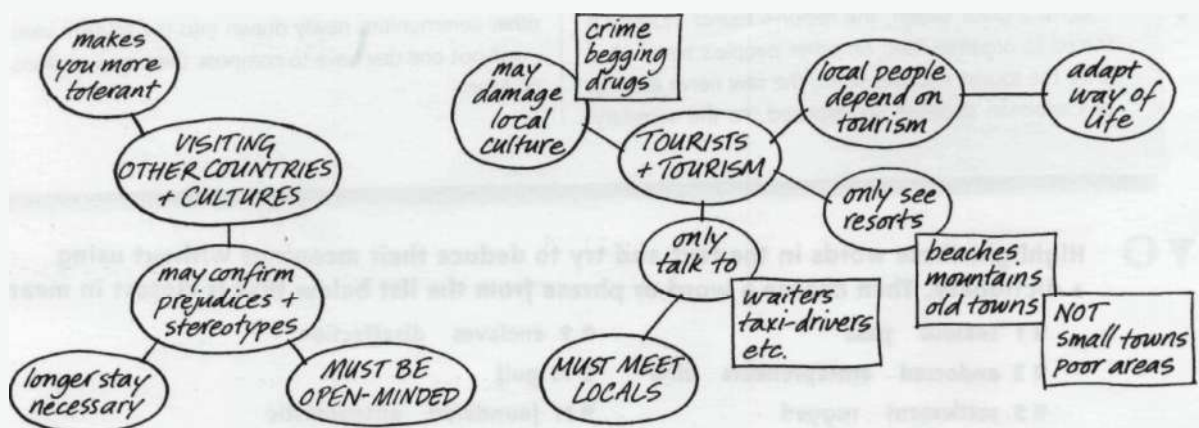 makes
you more
tolerant
VISITING
OTHER COUNTRIES
+ CULTURES
may confirm
prejudices +
stereotypes
longer stay
necessary
MUST BE
OPEN-MINDED
crime
begging
drugs
may
damage
local
culture
TOURISTS
+ TOURISM
local people
depend on
tourism
adapt
way of
life
only see
resorts
beaches
mountains
old towns
NOT
small towns
poor areas
only
talk to
waiters
taxi-drivers
etc.
MUST MEET
LOCALS